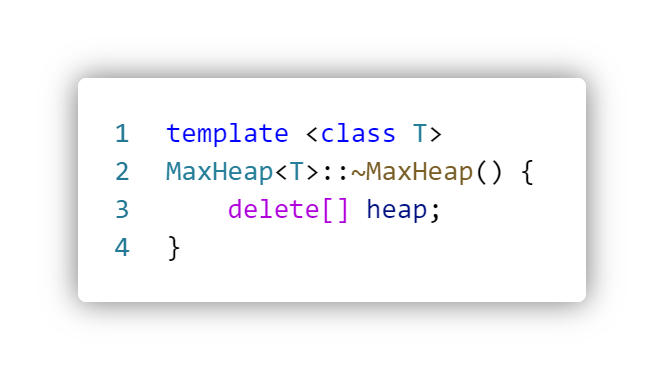 1 template <class T>
2 MaxHeap<T>::~MaxHeap() {
3     delete[] heap;
4 }